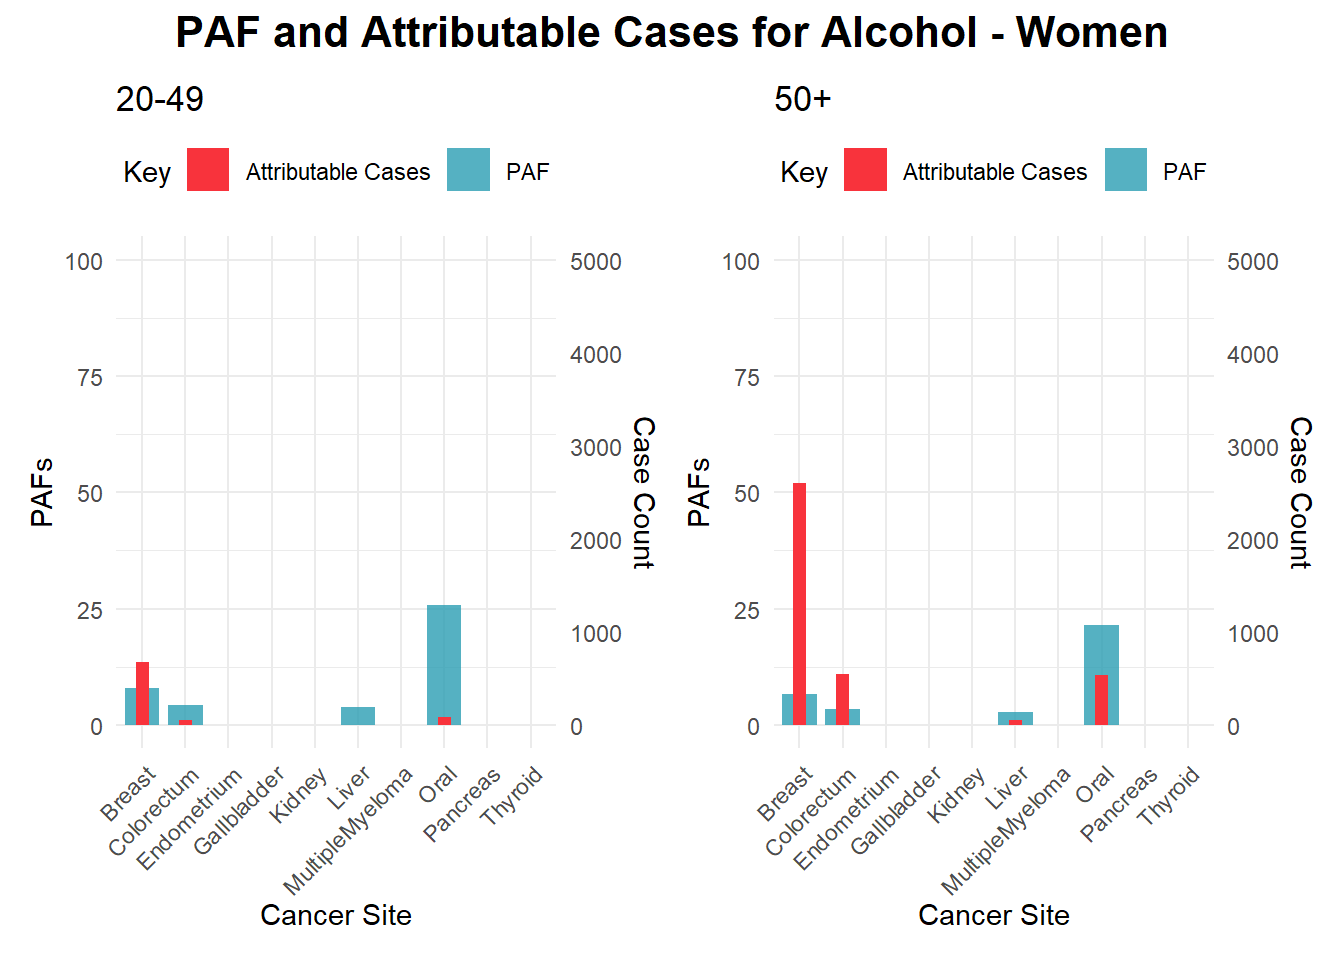 PAF and Attributable Cases for Alcohol - Women
20-49
Key Attributable Cases PAF
PAFs
100
75
50
25
0
5000
4000
3000
2000
1000
0
Case Count
Breast
Colorectum
Endometrium
Gallbladder
Kidney
Liver
MultipleMyeloma
Oral
Pancreas
Thyroid
Cancer Site
50+
Key Attributable Cases PAF
PAFs
100
75
50
25
0
5000
4000
3000
2000
1000
0
Case Count
Breast
Colorectum
Endometrium
Gallbladder
Kidney
Liver
MultipleMyeloma
Oral
Pancreas
Thyroid
Cancer Site